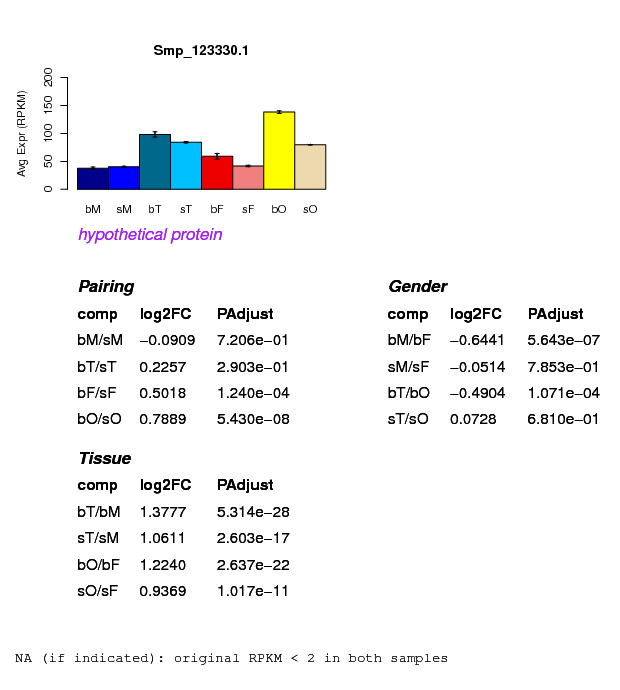 Smp_123330.1
Avg Expr (RPKM)
200
150
100
50
0
bM sM bT sT bF sF bO sO
hypothetical protein
Pairing
comp log2FC PAdjust
bM/sM −0.0909 7.206e−01
bT/sT 0.2257 2.903e−01
bF/sF 0.5018 1.240e−04
bO/sO 0.7889 5.430e−08
Gender
comp log2FC PAdjust
bM/bF −0.6441 5.643e−07
sM/sF −0.0514 7.853e−01
bT/bO −0.4904 1.071e−04
sT/sO 0.0728 6.810e−01
Tissue
comp log2FC PAdjust
bT/bM 1.3777 5.314e−28
sT/sM 1.0611 2.603e−17
bO/bF 1.2240 2.637e−22
sO/sF 0.9369 1.017e−11
NA (if indicated): original RPKM < 2 in both samples